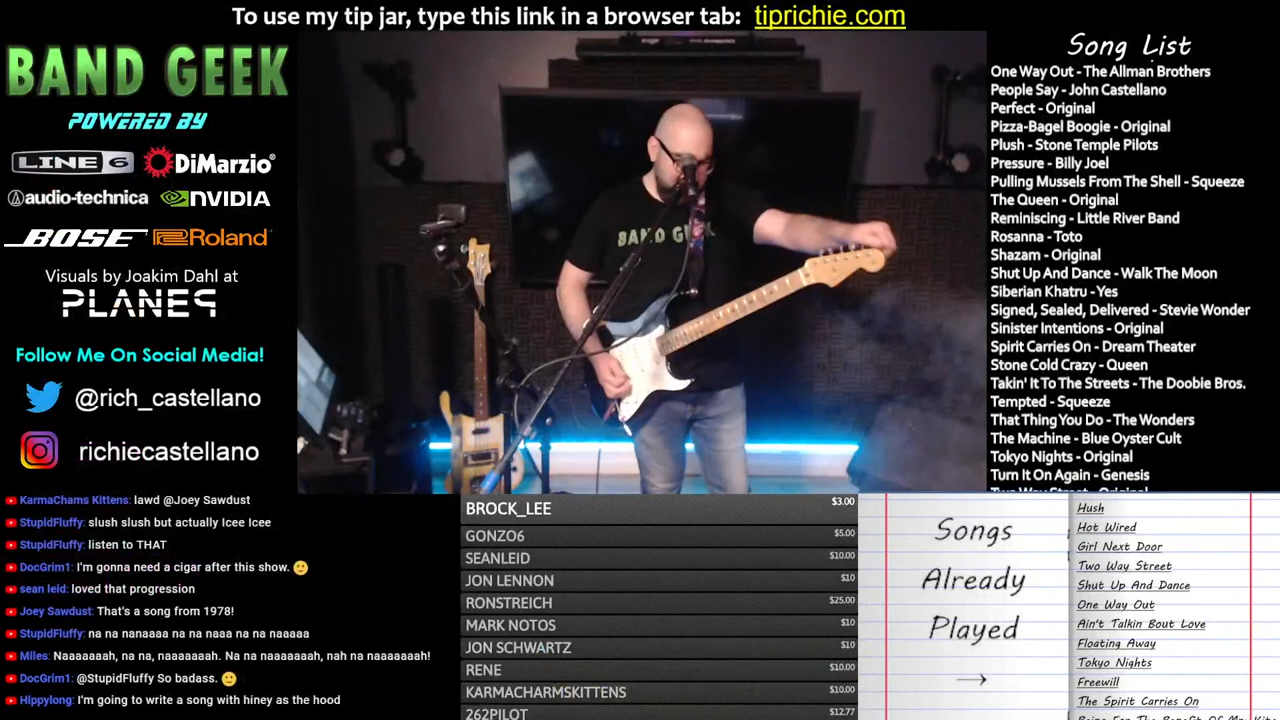 To use my tip jar, type this link in a browser tab: tiprichie.com
BAND GEEK
POWERED BY
LINE 6
DiMarzio
audio-technica
NVIDIA
BOSE
Roland
Visuals by Joakim Dahl at
PLANE9
Follow Me On Social Media!
@rich_castellano
richiecastellano
KarmaChams Kittens: lawd @Joey Sawdust
StupidFluffy: slush slush but actually Icee Icee
StupidFluffy: listen to THAT
DocGrim1: I'm gonna need a cigar after this show. 🙂
sean leid: loved that progression
Joey Sawdust: That's a song from 1978!
StupidFluffy: na na nanaaa na na naaa na na naaaaa
Miles: Naaaaaaah, na na, naaaaaaah. Na na naaaaaaah, nah na naaaaaaah!
DocGrim1: @StupidFluffy So badass. 🙂
Hippylong: I'm going to write a song with hiney as the hood
BAND GEEK
BROCK_LEE $3.00
GONZO6 $5.00
SEANLEID $10.00
JON LENNON $10
RONSTREICH $25.00
MARK NOTOS $10
JON SCHWARTZ $10
RENE $10.00
KARMACHARMSKITTENS $10.00
262PILOT $12.77
Song List
One Way Out - The Allman Brothers
People Say - John Castellano
Perfect - Original
Pizza-Bagel Boogie - Original
Plush - Stone Temple Pilots
Pressure - Billy Joel
Pulling Mussels From The Shell - Squeeze
The Queen - Original
Reminiscing - Little River Band
Rosanna - Toto
Shazam - Original
Shut Up And Dance - Walk The Moon
Siberian Khatru - Yes
Signed, Sealed, Delivered - Stevie Wonder
Sinister Intentions - Original
Spirit Carries On - Dream Theater
Stone Cold Crazy - Queen
Takin' It To The Streets - The Doobie Bros.
Tempted - Squeeze
That Thing You Do - The Wonders
The Machine - Blue Oyster Cult
Tokyo Nights - Original
Turn It On Again - Genesis
Two Way Street - Original
Songs
Already
Played
→
Hush
Hot Wired
Girl Next Door
Two Way Street
Shut Up And Dance
One Way Out
Ain't Talkin Bout Love
Floating Away
Tokyo Nights
Freewill
The Spirit Carries On